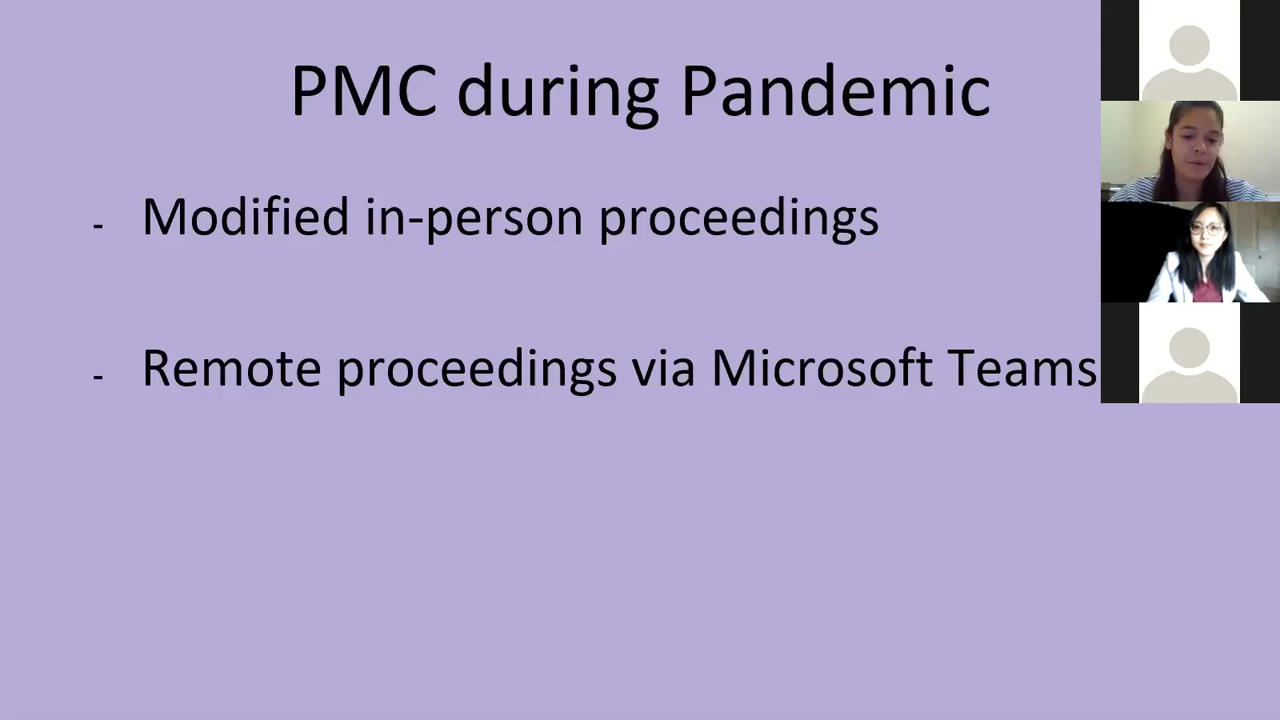 PMC during Pandemic
- Modified in-person proceedings
- Remote proceedings via Microsoft Teams